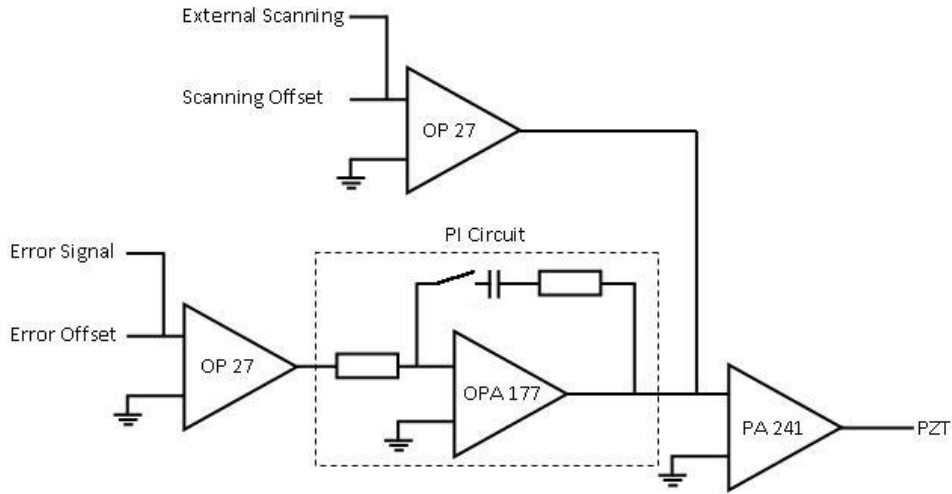 External Scanning
Scanning Offset
OP 27
PI Circuit
Error Signal
Error Offset
OP 27
OPA 177
PA 241
PZT